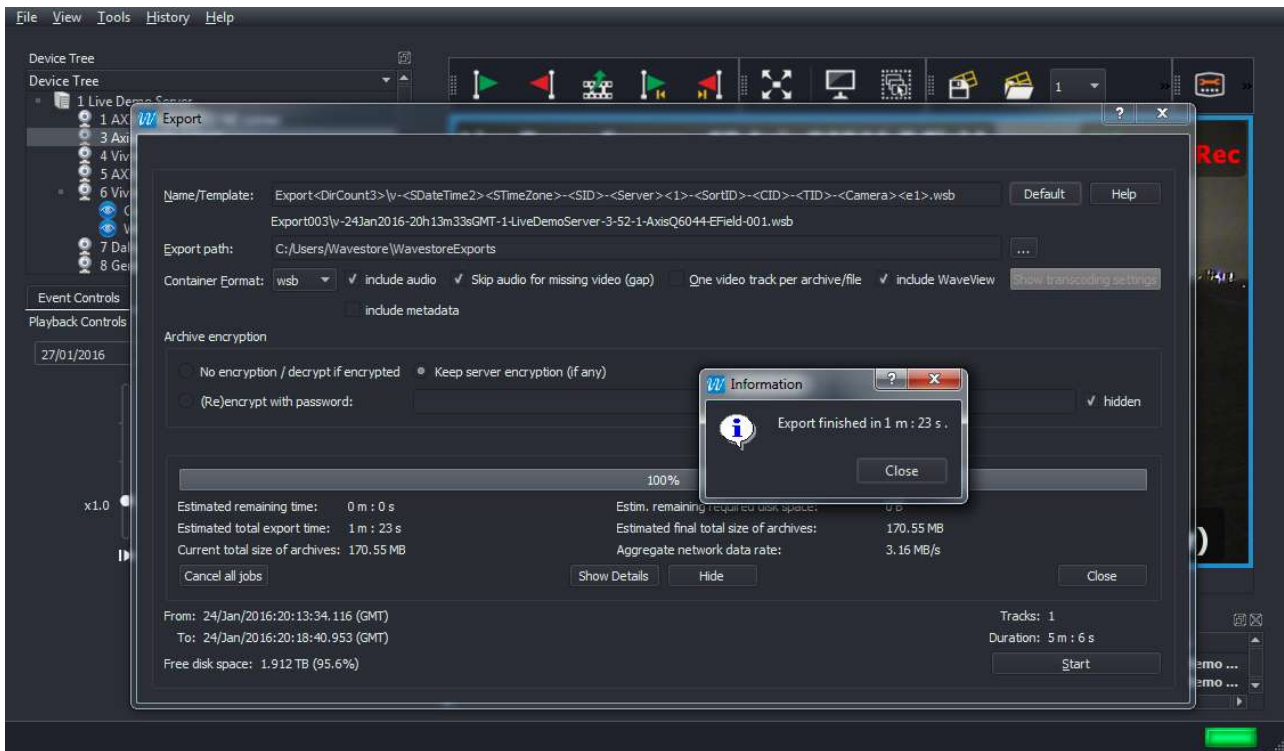 File View Tools History Help
Device Tree
Device Tree
1 Live Demo Server
1 AX
3 Axi
4 Viv
5 AX
6 Viv
7 Dal
8 Ger
1
Rec
Export
Name/Template: Export<DirCount3>\v-<SDateTime2><STimeZone>-<SID>-<Server><1>-<SortID>-<CID>-<TID>-<Camera><e1>.wsb Default Help
Export003\v-24Jan2016-20h13m33sGMT-1-LiveDemoServer-3-52-1-AxisQ6044-EField-001.wsb
Export path: C:/Users/Wavestore\WavestoreExports ...
Container Format: wsb include audio Skip audio for missing video (gap) One video track per archive/file include WaveView Show transcoding settings
include metadata
Event Controls
Playback Controls
27/01/2016
x1.0
Archive encryption
No encryption / decrypt if encrypted Keep server encryption (if any)
(Re)encrypt with password: hidden
Information
Export finished in 1 m : 23 s .
Close
100%
Estimated remaining time: 0 m : 0 s Estim. remaining required disk space: 0 B
Estimated total export time: 1 m : 23 s Estimated final total size of archives: 170.55 MB
Current total size of archives: 170.55 MB Aggregate network data rate: 3.16 MB/s
Cancel all jobs Show Details Hide Close
From: 24/Jan/2016:20:13:34.116 (GMT) Tracks: 1
To: 24/Jan/2016:20:18:40.953 (GMT) Duration: 5 m : 6 s
Free disk space: 1.912 TB (95.6%) Start
emo ...
emo ...